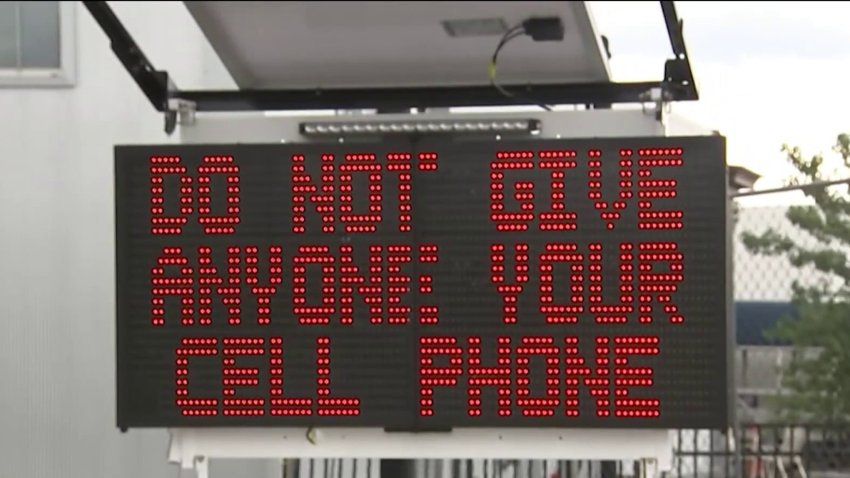 DO NOT GIVE
ANYONE YOUR
CELL PHONE